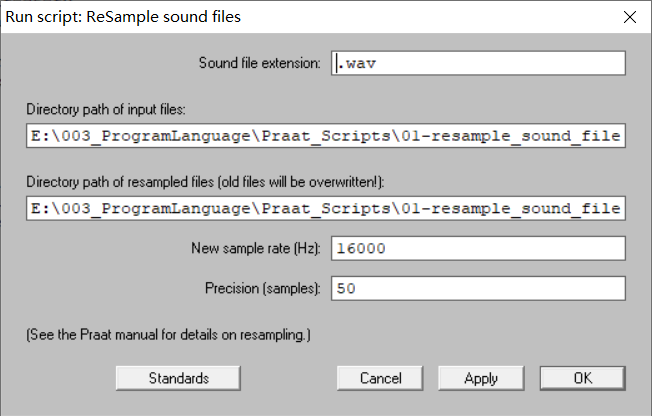 Run script: ReSample sound files
Sound file extension: .wav
Directory path of input files:
E:\003_ProgramLanguage\Praat_Scripts\01-resample_sound_file
Directory path of resampled files (old files will be overwritten!):
E:\003_ProgramLanguage\Praat_Scripts\01-resample_sound_file
New sample rate (Hz): 16000
Precision (samples): 50
(See the Praat manual for details on resampling.)
Standards Cancel Apply OK